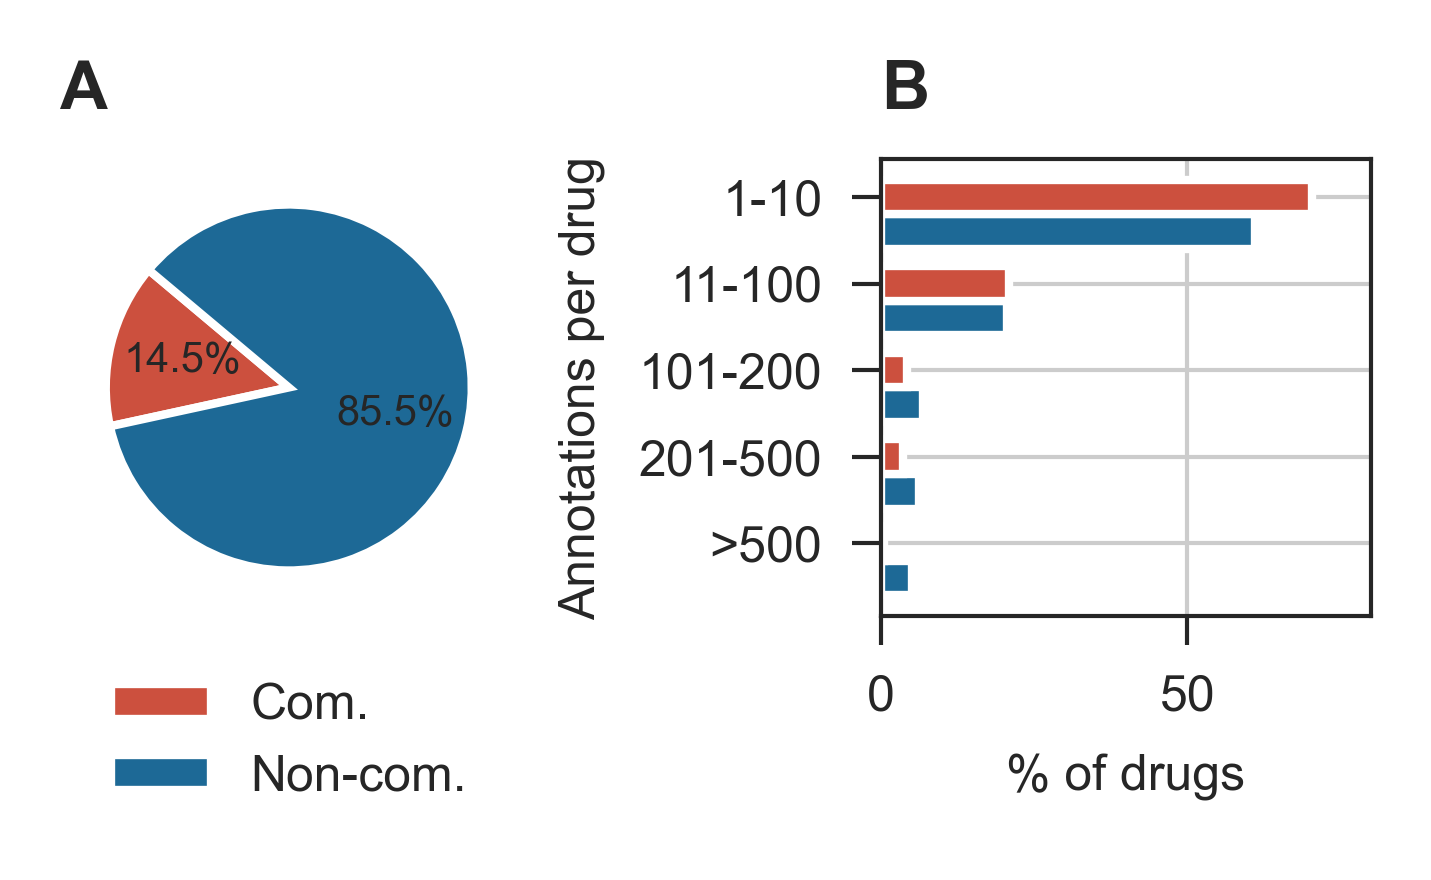 A
14.5%
85.5%
Com.
Non-com.
B
Annotations per drug
1-10
11-100
101-200
201-500
>500
0
50
% of drugs